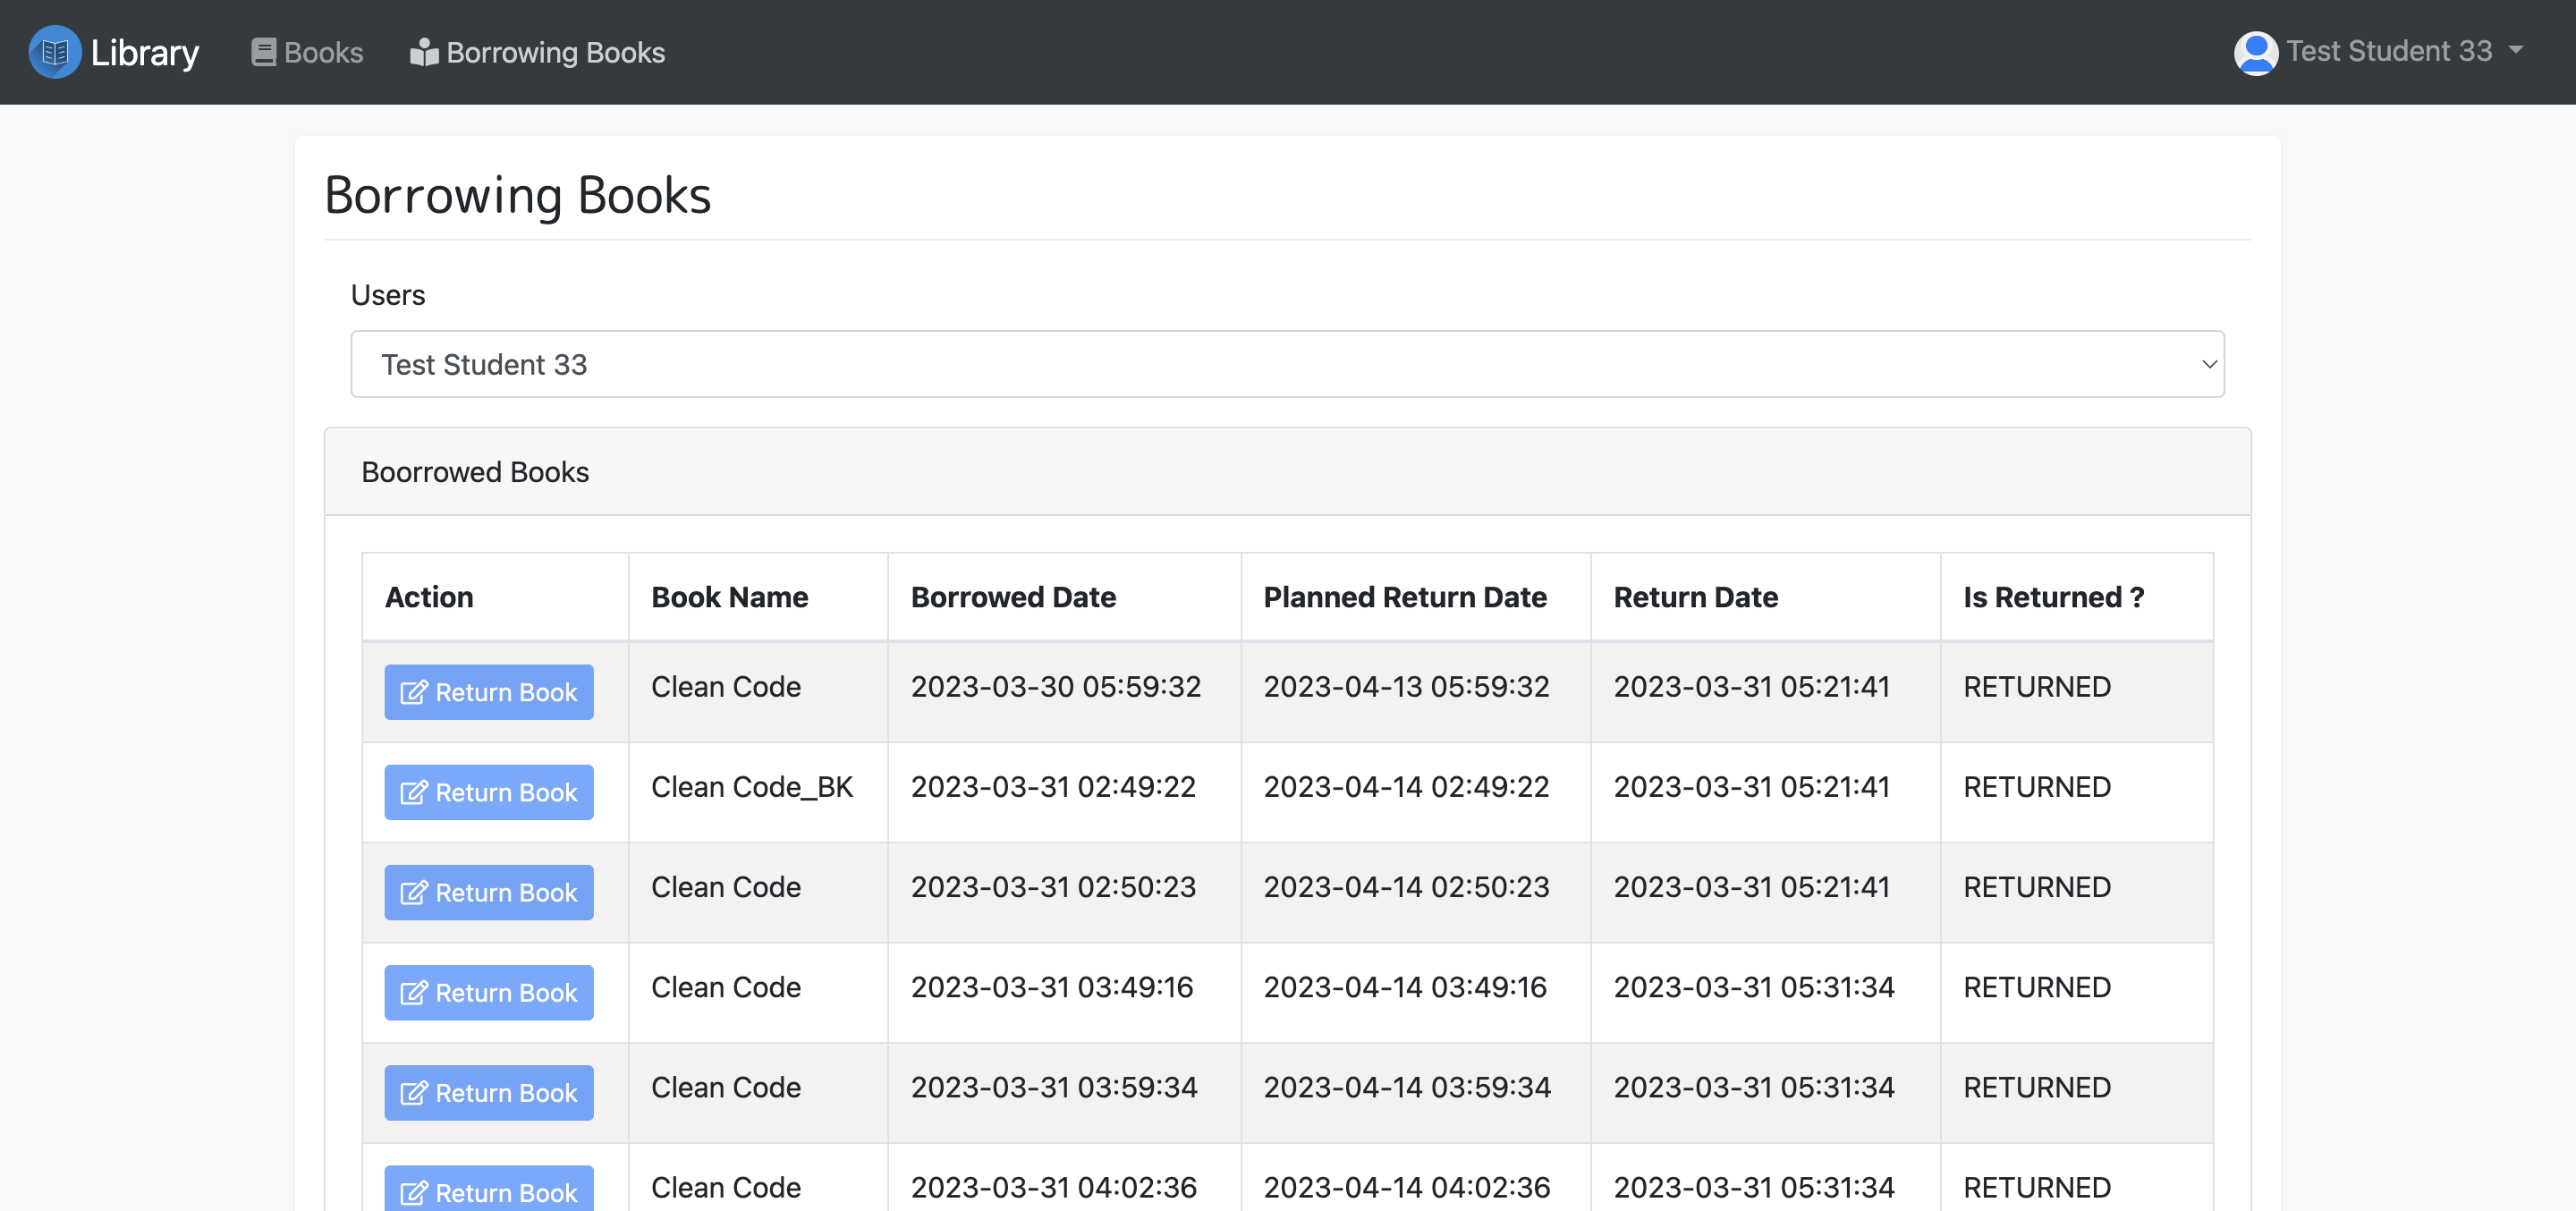 Library Books Borrowing Books Test Student 33
Borrowing Books
Users
Test Student 33
Boorrowed Books
Action Book Name Borrowed Date Planned Return Date Return Date Is Returned ?
Return Book Clean Code 2023-03-30 05:59:32 2023-04-13 05:59:32 2023-03-31 05:21:41 RETURNED
Return Book Clean Code_BK 2023-03-31 02:49:22 2023-04-14 02:49:22 2023-03-31 05:21:41 RETURNED
Return Book Clean Code 2023-03-31 02:50:23 2023-04-14 02:50:23 2023-03-31 05:21:41 RETURNED
Return Book Clean Code 2023-03-31 03:49:16 2023-04-14 03:49:16 2023-03-31 05:31:34 RETURNED
Return Book Clean Code 2023-03-31 03:59:34 2023-04-14 03:59:34 2023-03-31 05:31:34 RETURNED
Return Book Clean Code 2023-03-31 04:02:36 2023-04-14 04:02:36 2023-03-31 05:31:34 RETURNED